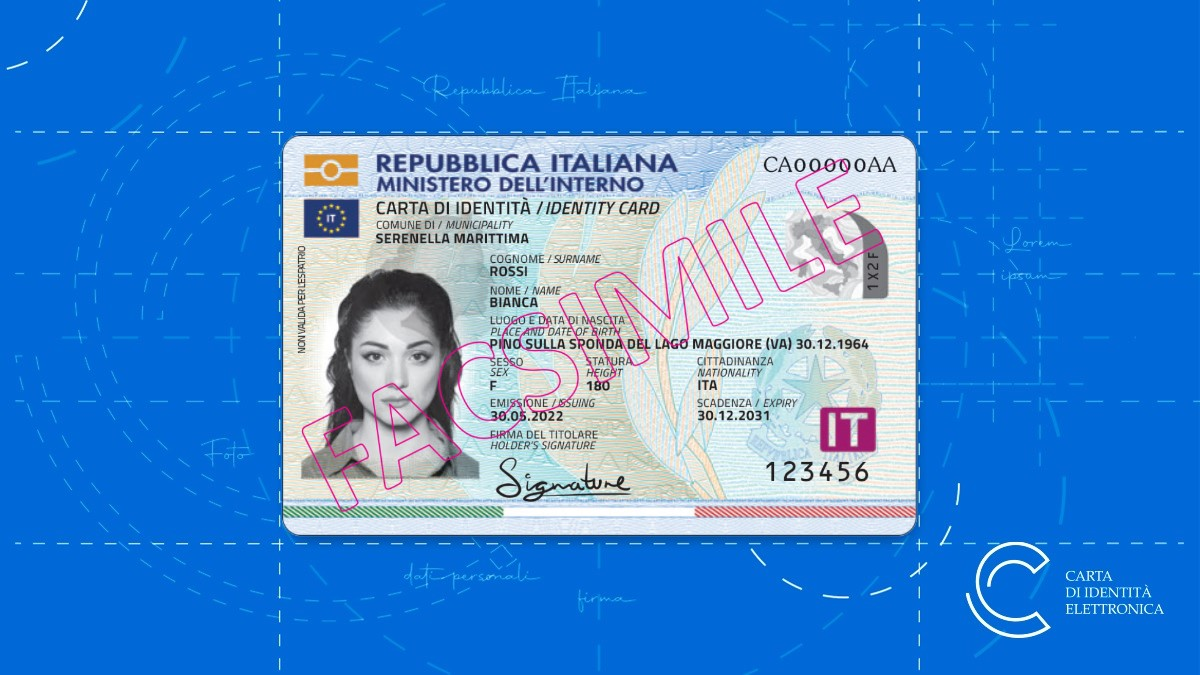 Repubblica Italiana
REPUBBLICA ITALIANA
MINISTERO DELL'INTERNO
CA00000AA
IT
CARTA DI IDENTITÀ / IDENTITY CARD
COMUNE DI / MUNICIPALITY
SERENELLA MARITTIMA
NON VALIDA PER L'ESPATRIO
COGNOME / SURNAME
ROSSI
NOME / NAME
BIANCA
LUOGO E DATA DI NASCITA
PLACE AND DATE OF BIRTH
PINO SULLA SPONDA DEL LAGO MAGGIORE (VA) 30.12.1964
SESSO STATURA CITTADINANZA
SEX HEIGHT NATIONALITY
F 180 ITA
EMISSIONE / ISSUING SCADENZA / EXPIRY
30.05.2022 30.12.2031
FIRMA DEL TITOLARE
HOLDER'S SIGNATURE
Signature
1X2F
IT
123456
FACSIMILE
Lorem
ipsum
Foto
dati personali
firma
CARTA
DI IDENTITÀ
ELETTRONICA